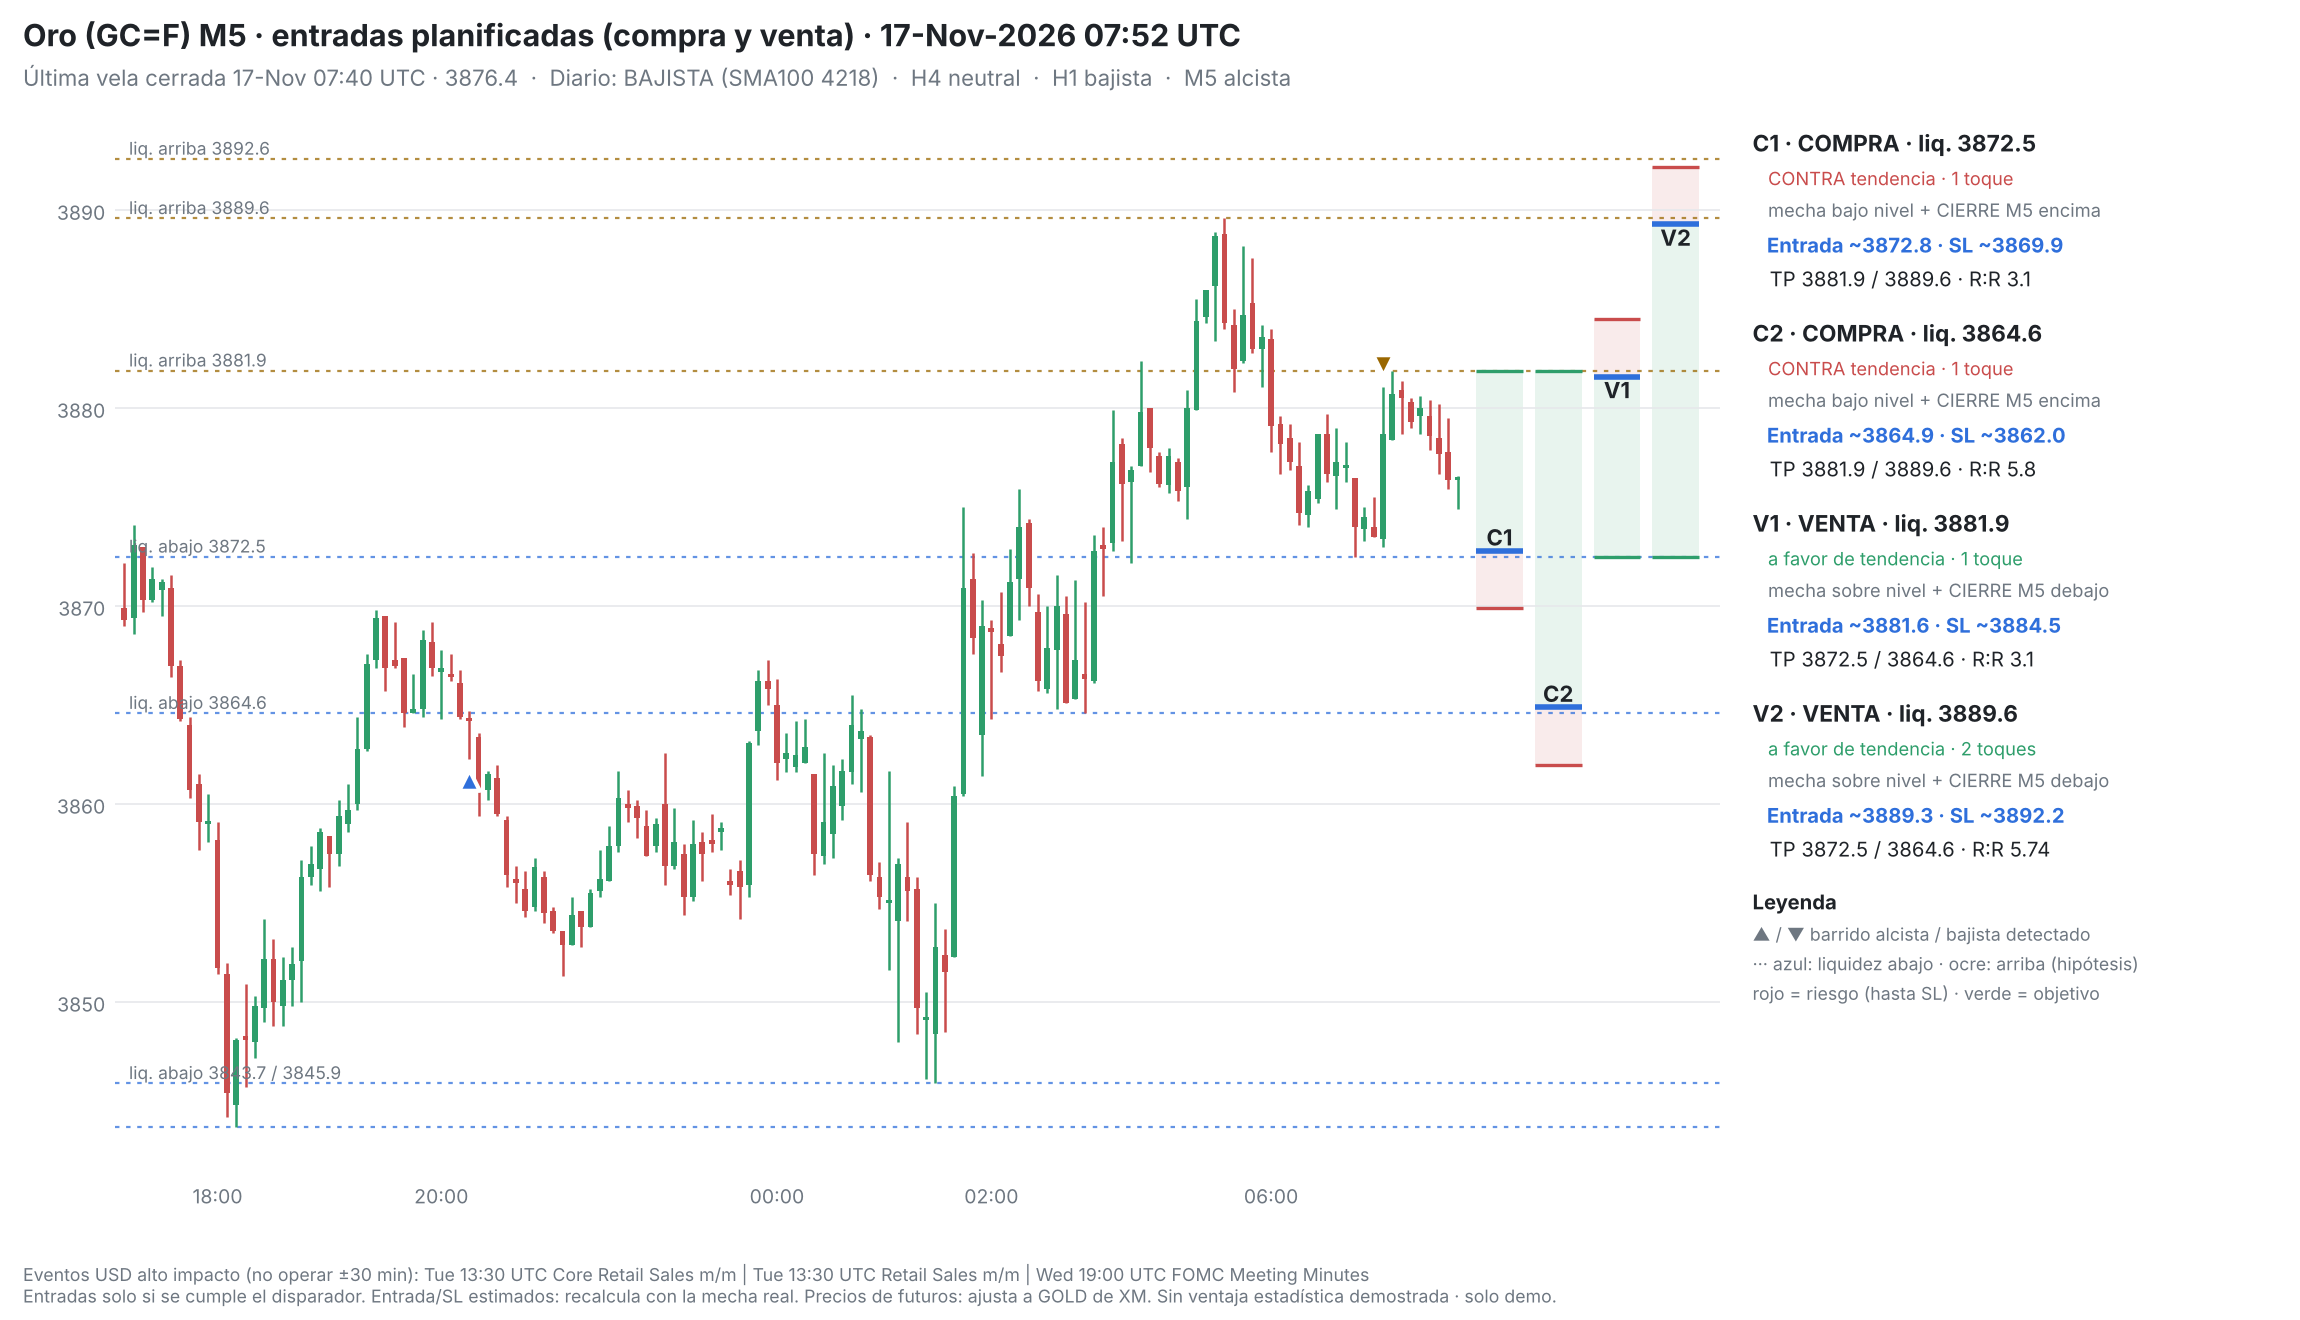 Oro (GC=F) M5 · entradas planificadas (compra y venta) · 17-Nov-2026 07:52 UTC
Última vela cerrada 17-Nov 07:40 UTC · 3876.4 · Diario: BAJISTA (SMA100 4218) · H4 neutral · H1 bajista · M5 alcista
liq. arriba 3892.6
liq. arriba 3889.6
3890
V2
liq. arriba 3881.9
V1
3880
C1
liq. abajo 3872.5
3870
C2
liq. abajo 3864.6
3860
3850
liq. abajo 3843.7 / 3845.9
18:00
20:00
00:00
02:00
06:00
C1 · COMPRA · liq. 3872.5
CONTRA tendencia · 1 toque
mecha bajo nivel + CIERRE M5 encima
Entrada ~3872.8 · SL ~3869.9
TP 3881.9 / 3889.6 · R:R 3.1
C2 · COMPRA · liq. 3864.6
CONTRA tendencia · 1 toque
mecha bajo nivel + CIERRE M5 encima
Entrada ~3864.9 · SL ~3862.0
TP 3881.9 / 3889.6 · R:R 5.8
V1 · VENTA · liq. 3881.9
a favor de tendencia · 1 toque
mecha sobre nivel + CIERRE M5 debajo
Entrada ~3881.6 · SL ~3884.5
TP 3872.5 / 3864.6 · R:R 3.1
V2 · VENTA · liq. 3889.6
a favor de tendencia · 2 toques
mecha sobre nivel + CIERRE M5 debajo
Entrada ~3889.3 · SL ~3892.2
TP 3872.5 / 3864.6 · R:R 5.74
Leyenda
▲ / ▼ barrido alcista / bajista detectado
··· azul: liquidez abajo · ocre: arriba (hipótesis)
rojo = riesgo (hasta SL) · verde = objetivo
Eventos USD alto impacto (no operar ±30 min): Tue 13:30 UTC Core Retail Sales m/m | Tue 13:30 UTC Retail Sales m/m | Wed 19:00 UTC FOMC Meeting Minutes
Entradas solo si se cumple el disparador. Entrada/SL estimados: recalcula con la mecha real. Precios de futuros: ajusta a GOLD de XM. Sin ventaja estadística demostrada · solo demo.